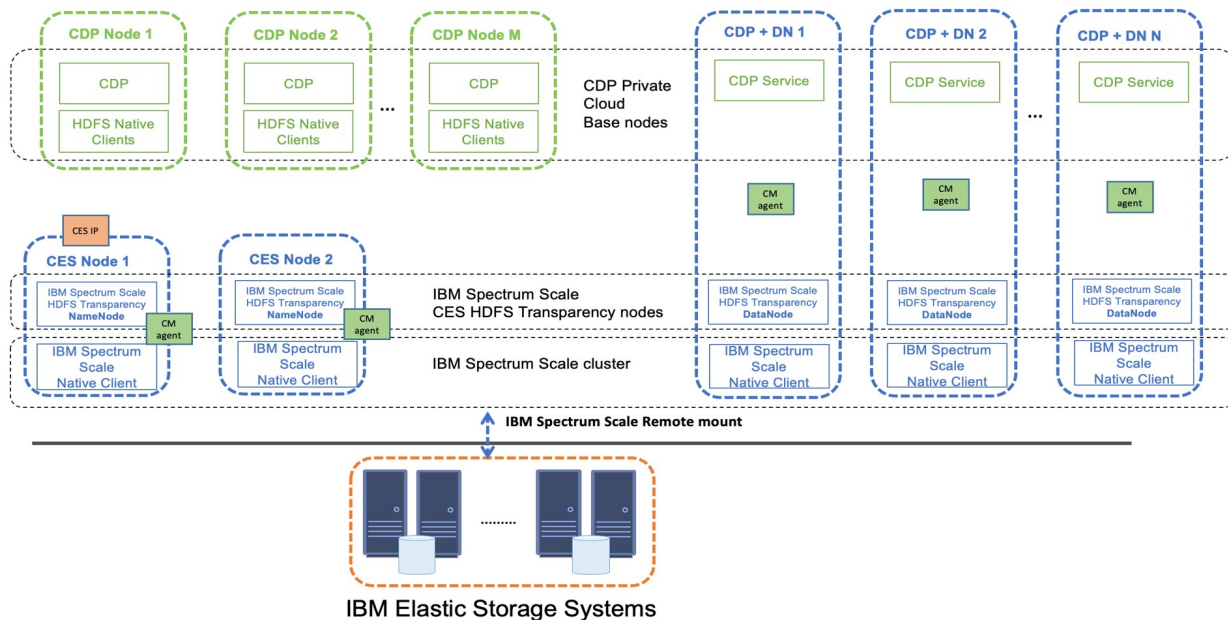 CDP Node 1
CDP Node 2
CDP Node M
CDP + DN 1
CDP + DN 2
CDP + DN N
CDP
CDP
CDP
CDP Service
CDP Service
CDP Service
HDFS Native
Clients
HDFS Native
Clients
...
HDFS Native
Clients
CDP Private
Cloud
Base nodes
...
CM
agent
CM
agent
CM
agent
CES IP
CES Node 1
CES Node 2
IBM Spectrum Scale
HDFS Transparency
NameNode
CM
agent
IBM Spectrum Scale
HDFS Transparency
NameNode
CM
agent
IBM Spectrum Scale
CES HDFS Transparency nodes
IBM Spectrum Scale
HDFS Transparency
DataNode
IBM Spectrum Scale
HDFS Transparency
DataNode
IBM Spectrum Scale
HDFS Transparency
DataNode
IBM Spectrum
Scale
Native Client
IBM Spectrum
Scale
Native Client
IBM Spectrum Scale cluster
IBM Spectrum
Scale
Native Client
IBM Spectrum
Scale
Native Client
IBM Spectrum
Scale
Native Client
IBM Spectrum Scale Remote mount
.........
IBM Elastic Storage Systems